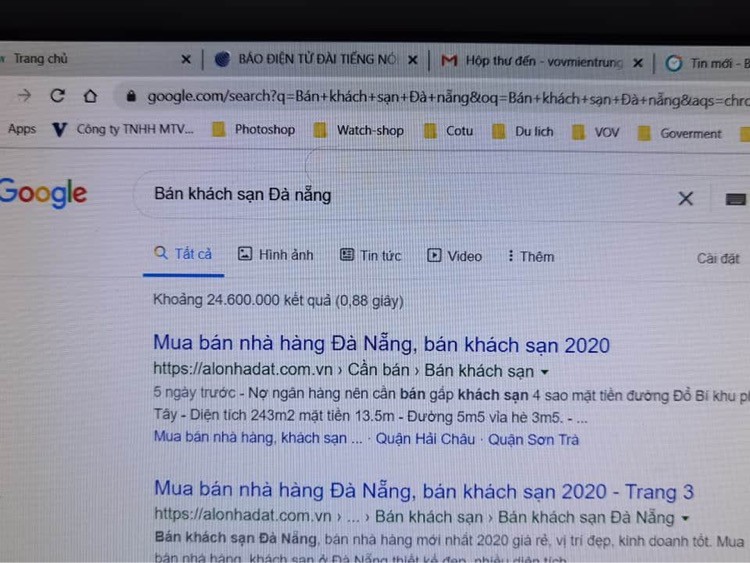 Trang chủ
BÁO ĐIỆN TỬ ĐÀI TIẾNG NÓ
Hộp thư đến - vovmientrung
Tin mới - B
google.com/search?q=Bán+khách+sạn+Đà+nẵng&oq=Bán+khách+sạn+Đà+nẵng&aqs=chro
Apps
Công ty TNHH MTV...
Photoshop
Watch-shop
Cotu
Du lich
VOV
Goverment
Google
Bán khách sạn Đà nẵng
Tất cả
Hình ảnh
Tin tức
Video
Thêm
Cài đặt
Khoảng 24.600.000 kết quả (0,88 giây)
Mua bán nhà hàng Đà Nẵng, bán khách sạn 2020
https://alonhadat.com.vn › Cần bán › Bán khách sạn
5 ngày trước - Nợ ngân hàng nên cần bán gấp khách sạn 4 sao mặt tiền đường Đỗ Bí khu ph
Tây - Diện tích 243m2 mặt tiền 13.5m - Đường 5m5 vỉa hè 3m5. - ...
Mua bán nhà hàng, khách sạn ... · Quận Hải Châu · Quận Sơn Trà
Mua bán nhà hàng Đà Nẵng, bán khách sạn 2020 - Trang 3
https://alonhadat.com.vn › ... › Bán khách sạn › Bán khách sạn Đà Nẵng
Bán khách sạn Đà Nẵng, bán nhà hàng mới nhất 2020 giá rẻ, vị trí đẹp, kinh doanh tốt. Mua
bán nhà hàng, khách sạn ở Đà Nẵng thiết kế đẹp, nhiều diện tích